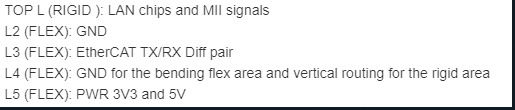 TOP L (RIGID ): LAN chips and MII signals
L2 (FLEX): GND
L3 (FLEX): EtherCAT TX/RX Diff pair
L4 (FLEX): GND for the bending flex area and vertical routing for the rigid area
L5 (FLEX): PWR 3V3 and 5V